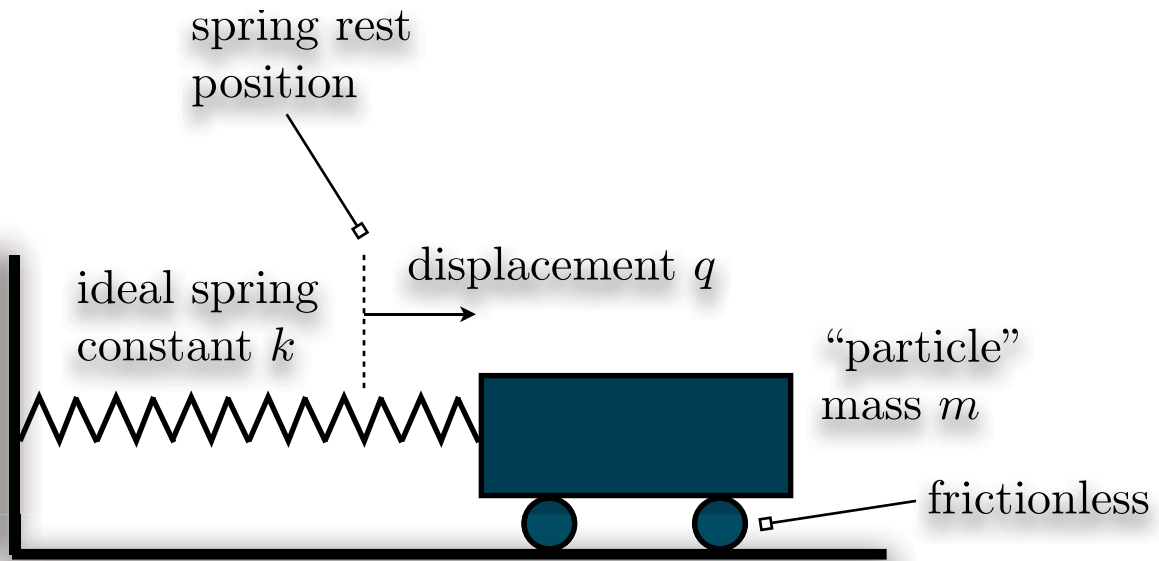 spring rest
position
displacement q
ideal spring
constant k
“particle”
mass m
frictionless